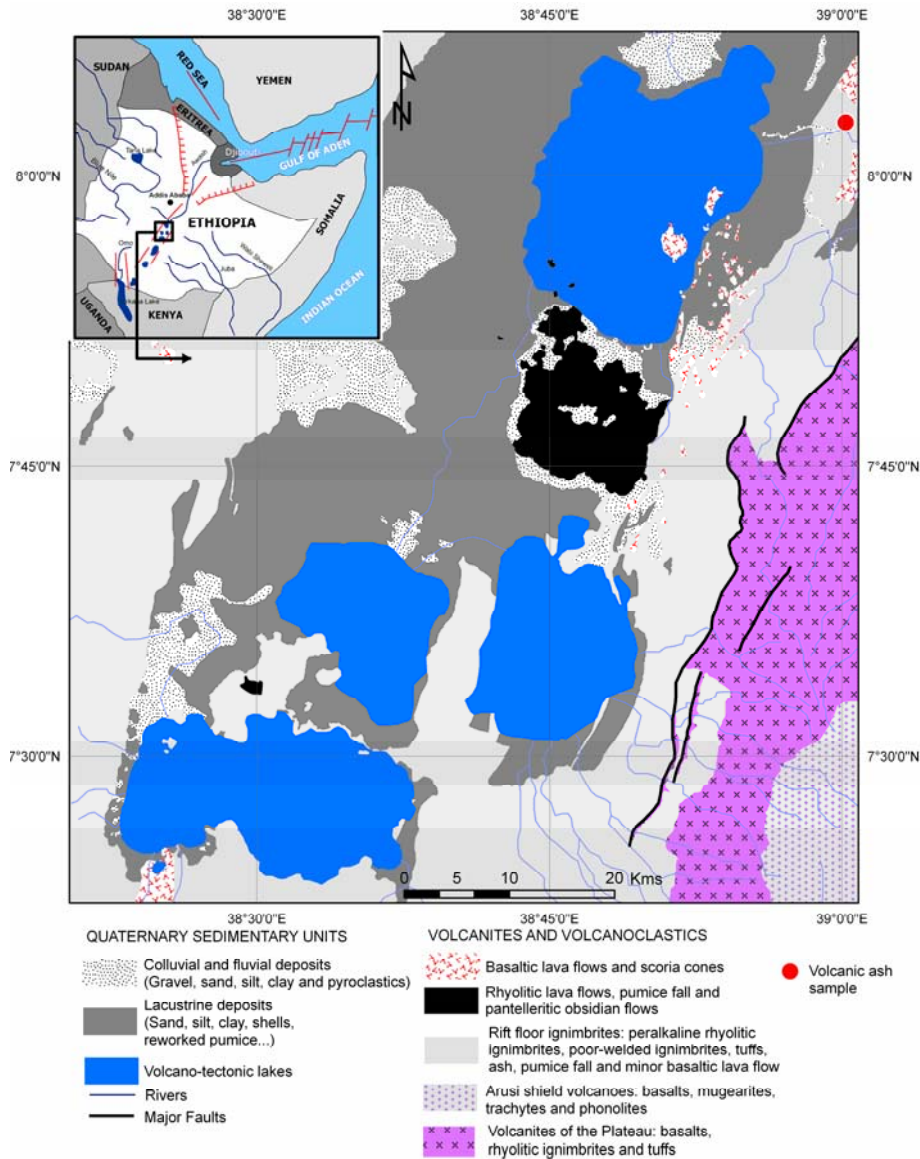 38°30'0"E 38°45'0"E 39°0'0"E
RED SEA
SUDAN
YEMEN
ERITREA
Tana Lake
Awash
Djibouti
GULF OF ADEN
Blue Nile
8°0'0"N 8°0'0"N
Addis Ababa
ETHIOPIA
SOMALIA
Omo
Juba
INDIAN OCEAN
UGANDA
KENYA
N
7°45'0"N 7°45'0"N
7°30'0"N 7°30'0"N
0 5 10 20 Kms
38°30'0"E 38°45'0"E 39°0'0"E
QUATERNARY SEDIMENTARY UNITS
Colluvial and fluvial deposits
(Gravel, sand, silt, clay and pyroclastics)
Lacustrine deposits
(Sand, silt, clay, shells,
reworked pumice...)
Volcano-tectonic lakes
Rivers
Major Faults
VOLCANITES AND VOLCANOCLASTICS
Basaltic lava flows and scoria cones
Rhyolitic lava flows, pumice fall and
pantelleritic obsidian flows
Rift floor ignimbrites: peralkaline rhyolitic
ignimbrites, poor-welded ignimbrites, tuffs,
ash, pumice fall and minor basaltic lava flow
Arusi shield volcanoes: basalts, mugearites,
trachytes and phonolites
Volcanites of the Plateau: basalts,
rhyolitic ignimbrites and tuffs
Volcanic ash
sample